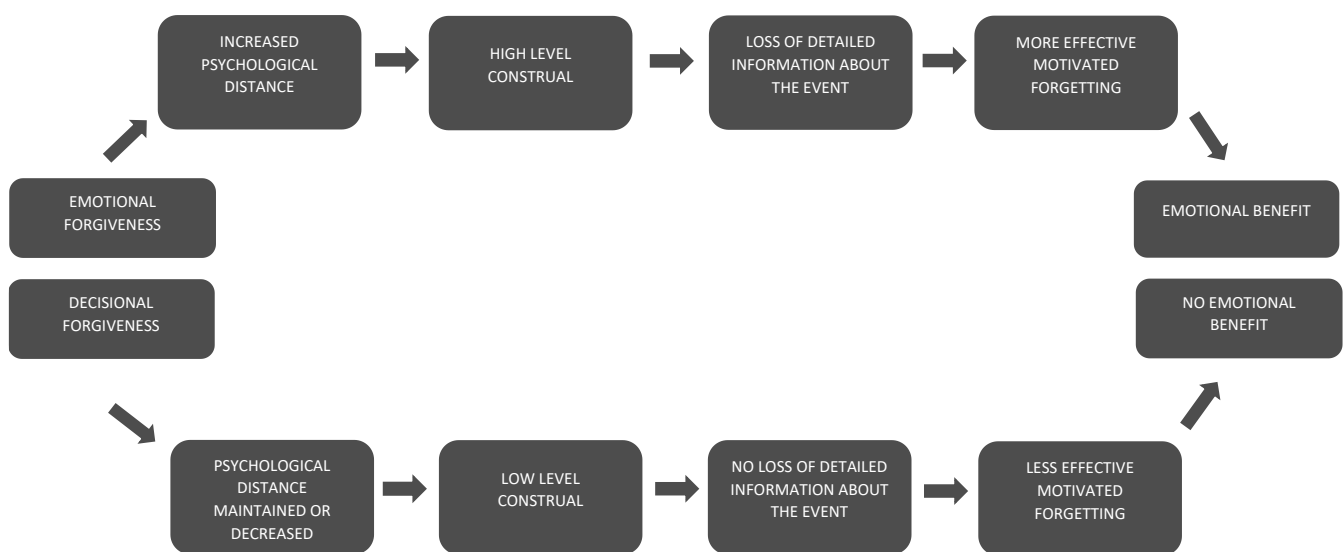 INCREASED
PSYCHOLOGICAL
DISTANCE
HIGH LEVEL
CONSTRUAL
LOSS OF DETAILED
INFORMATION ABOUT
THE EVENT
MORE EFFECTIVE
MOTIVATED
FORGETTING
EMOTIONAL
FORGIVENESS
EMOTIONAL BENEFIT
DECISIONAL
FORGIVENESS
NO EMOTIONAL
BENEFIT
PSYCHOLOGICAL
DISTANCE
MAINTAINED OR
DECREASED
LOW LEVEL
CONSTRUAL
NO LOSS OF DETAILED
INFORMATION ABOUT
THE EVENT
LESS EFFECTIVE
MOTIVATED
FORGETTING